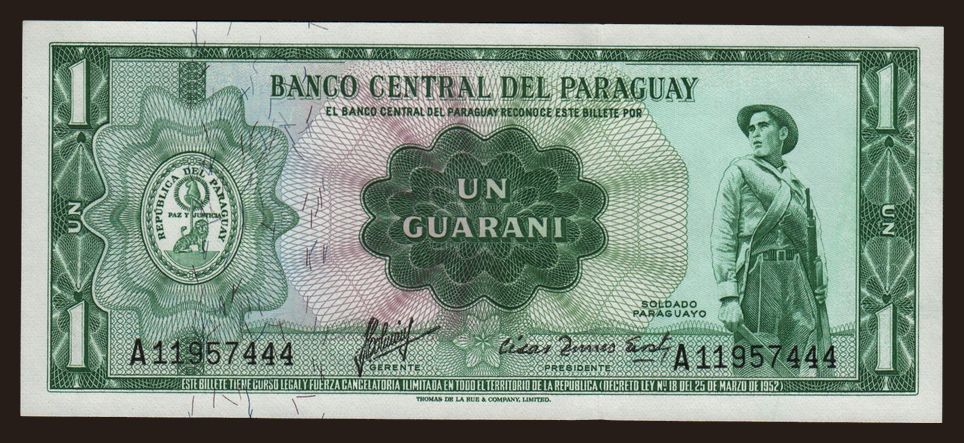 1 1
BANCO CENTRAL DEL PARAGUAY
EL BANCO CENTRAL DEL PARAGUAY RECONOCE ESTE BILLETE POR
REPÚBLICA DEL PARAGUAY
PAZ Y JUSTICIA
UN
GUARANI
UN UN
SOLDADO
PARAGUAYO
1 1
A11957444 A11957444
GERENTE PRESIDENTE
ESTE BILLETE TIENE CURSO LEGAL Y FUERZA CANCELATORIA ILIMITADA EN TODO EL TERRITORIO DE LA REPUBLICA (DECRETO LEY Nº 18 DEL 25 DE MARZO DE 1952)
THOMAS DE LA RUE & COMPANY, LIMITED.